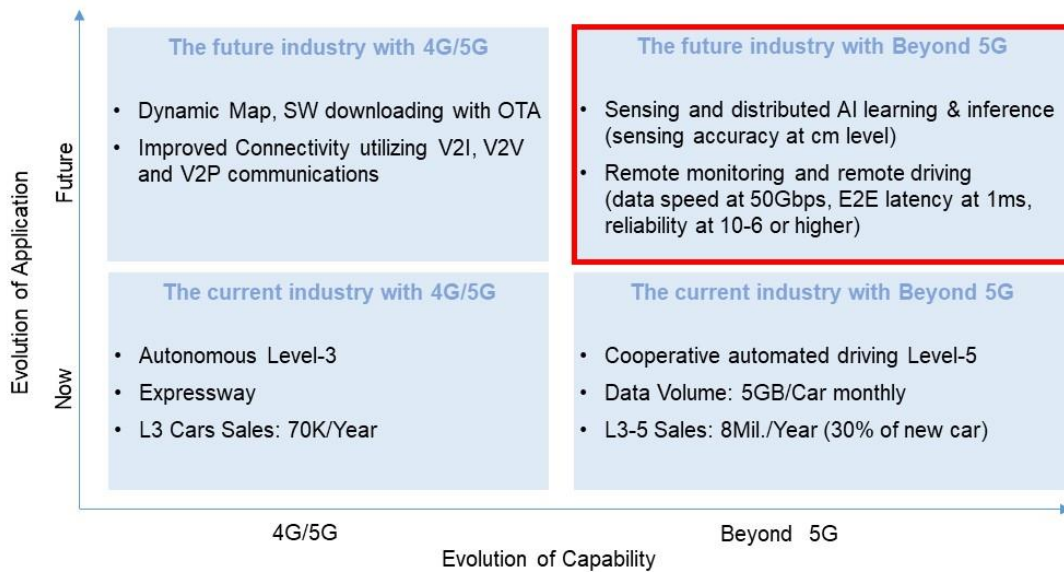 The future industry with 4G/5G
• Dynamic Map, SW downloading with OTA
• Improved Connectivity utilizing V2I, V2V
and V2P communications
The future industry with Beyond 5G
• Sensing and distributed AI learning & inference
(sensing accuracy at cm level)
• Remote monitoring and remote driving
(data speed at 50Gbps, E2E latency at 1ms,
reliability at 10-6 or higher)
The current industry with 4G/5G
• Autonomous Level-3
• Expressway
• L3 Cars Sales: 70K/Year
The current industry with Beyond 5G
• Cooperative automated driving Level-5
• Data Volume: 5GB/Car monthly
• L3-5 Sales: 8Mil./Year (30% of new car)
Evolution of Application
Future
Now
4G/5G
Beyond 5G
Evolution of Capability